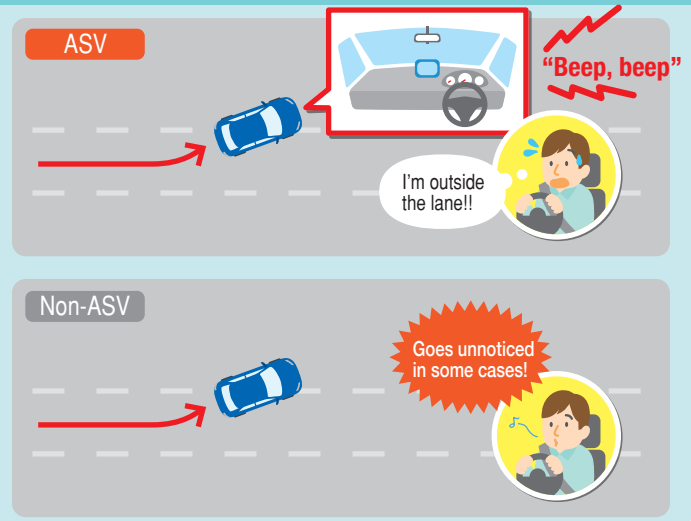 ASV
“Beep, beep”
I’m outside
the lane!!
Non-ASV
Goes unnoticed
in some cases!